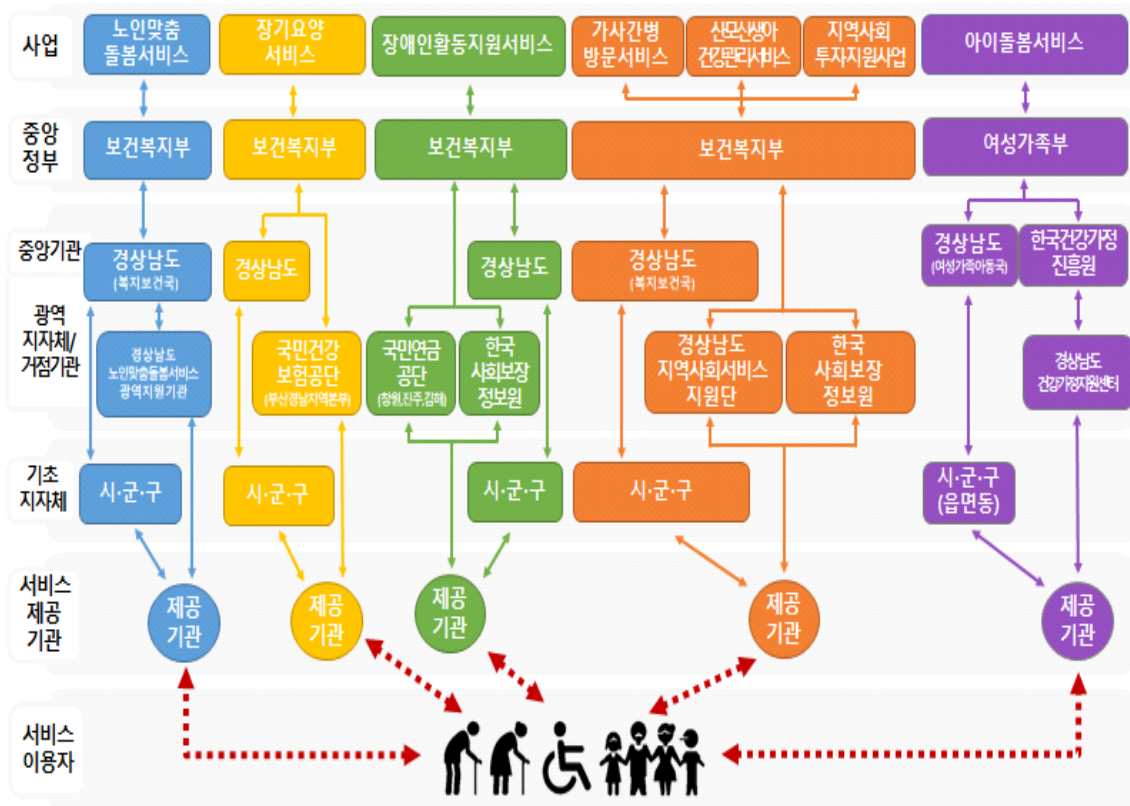 사업
노인맞춤
돌봄서비스
장기요양
서비스
장애인활동지원서비스
가사간병
방문서비스
산모신생아
건강관리서비스
지역사회
투자지원사업
아이돌봄서비스
중앙
정부
보건복지부
보건복지부
보건복지부
보건복지부
여성가족부
중앙기관
경상남도
(복지보건국)
경상남도
경상남도
경상남도
(복지보건국)
경상남도
(여성가족아동국)
한국건강가정
진흥원
광역
지자체/
거점기관
경상남도
노인맞춤돌봄서비스
광역지원기관
국민건강
보험공단
(부산경남지역본부)
국민연금
공단
(창원,진주,김해)
한국
사회보장
정보원
경상남도
지역사회서비스
지원단
한국
사회보장
정보원
경상남도
건강가정지원센터
기초
지자체
시·군·구
시·군·구
시·군·구
시·군·구
시·군·구
(읍면동)
서비스
제공
기관
제공
기관
제공
기관
제공
기관
제공
기관
제공
기관
서비스
이용자